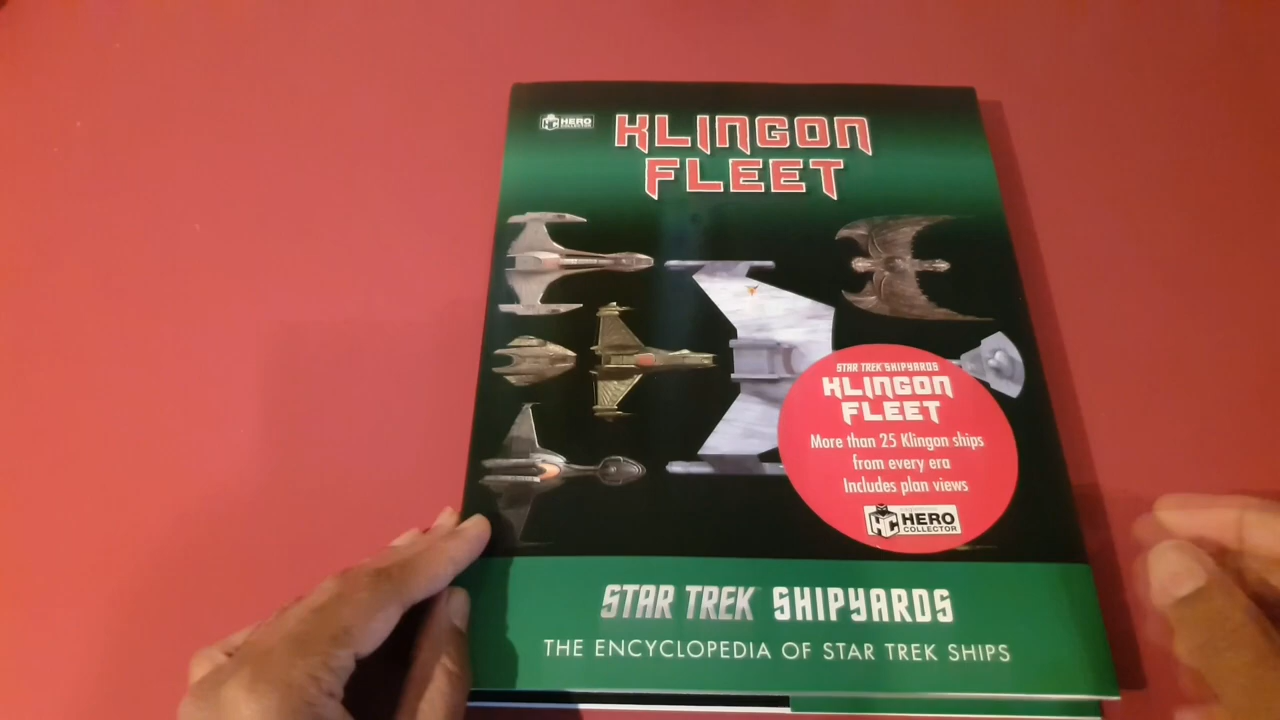 HERO
COLLECTOR
KLINGON
FLEET
STAR TREK SHIPYARDS
KLINGON
FLEET
More than 25 Klingon ships
from every era
Includes plan views
HERO
COLLECTOR
STAR TREK SHIPYARDS
THE ENCYCLOPEDIA OF STAR TREK SHIPS